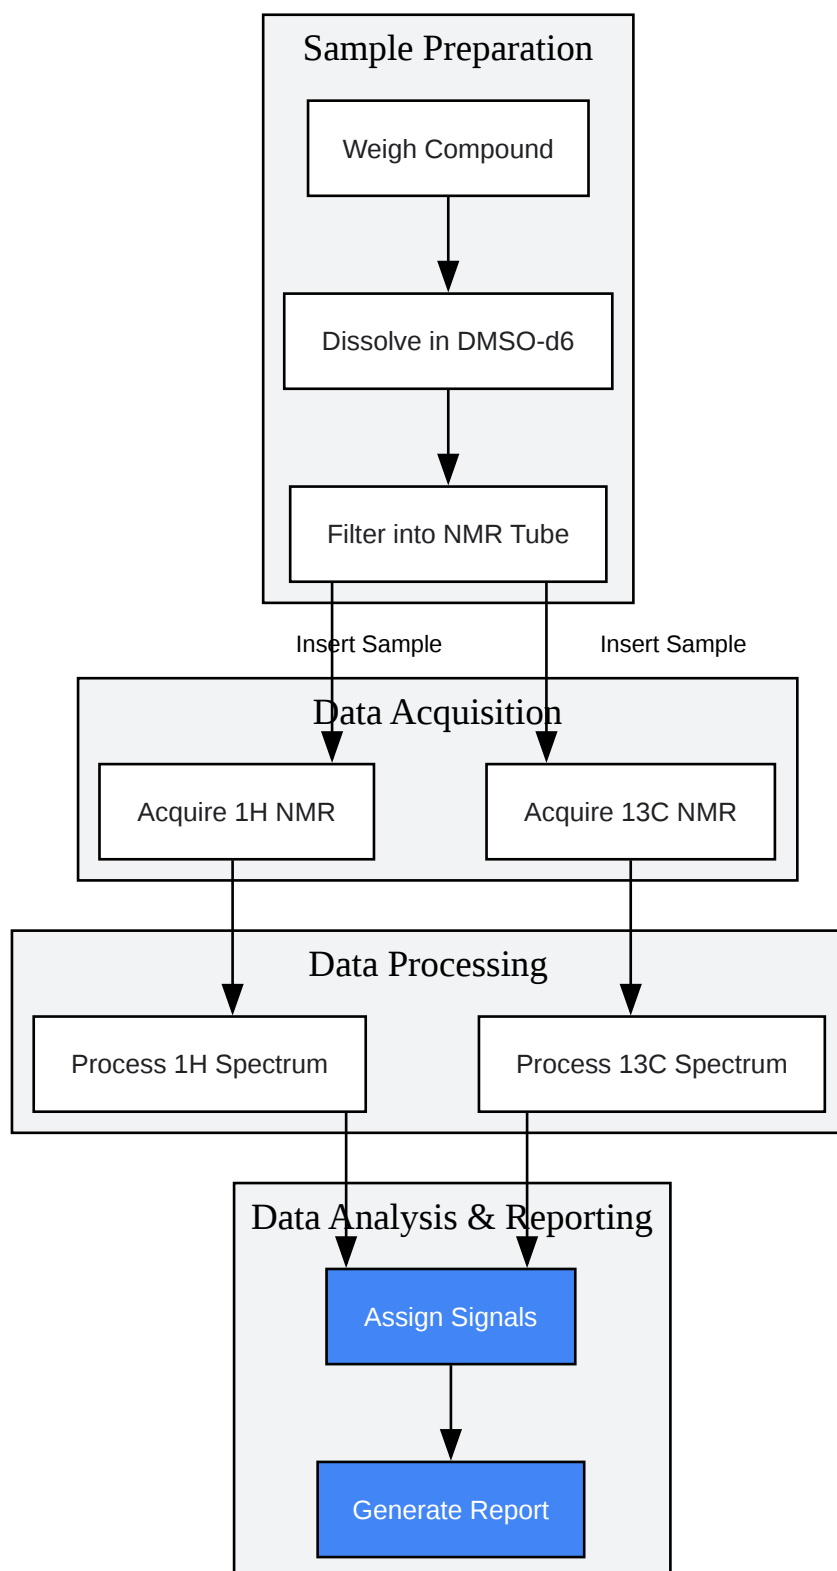 Sample Preparation
Weigh Compound
Dissolve in DMSO-d6
Filter into NMR Tube
Insert Sample
Insert Sample
Data Acquisition
Acquire 1H NMR
Acquire 13C NMR
Data Processing
Process 1H Spectrum
Process 13C Spectrum
Data Analysis & Reporting
Assign Signals
Generate Report